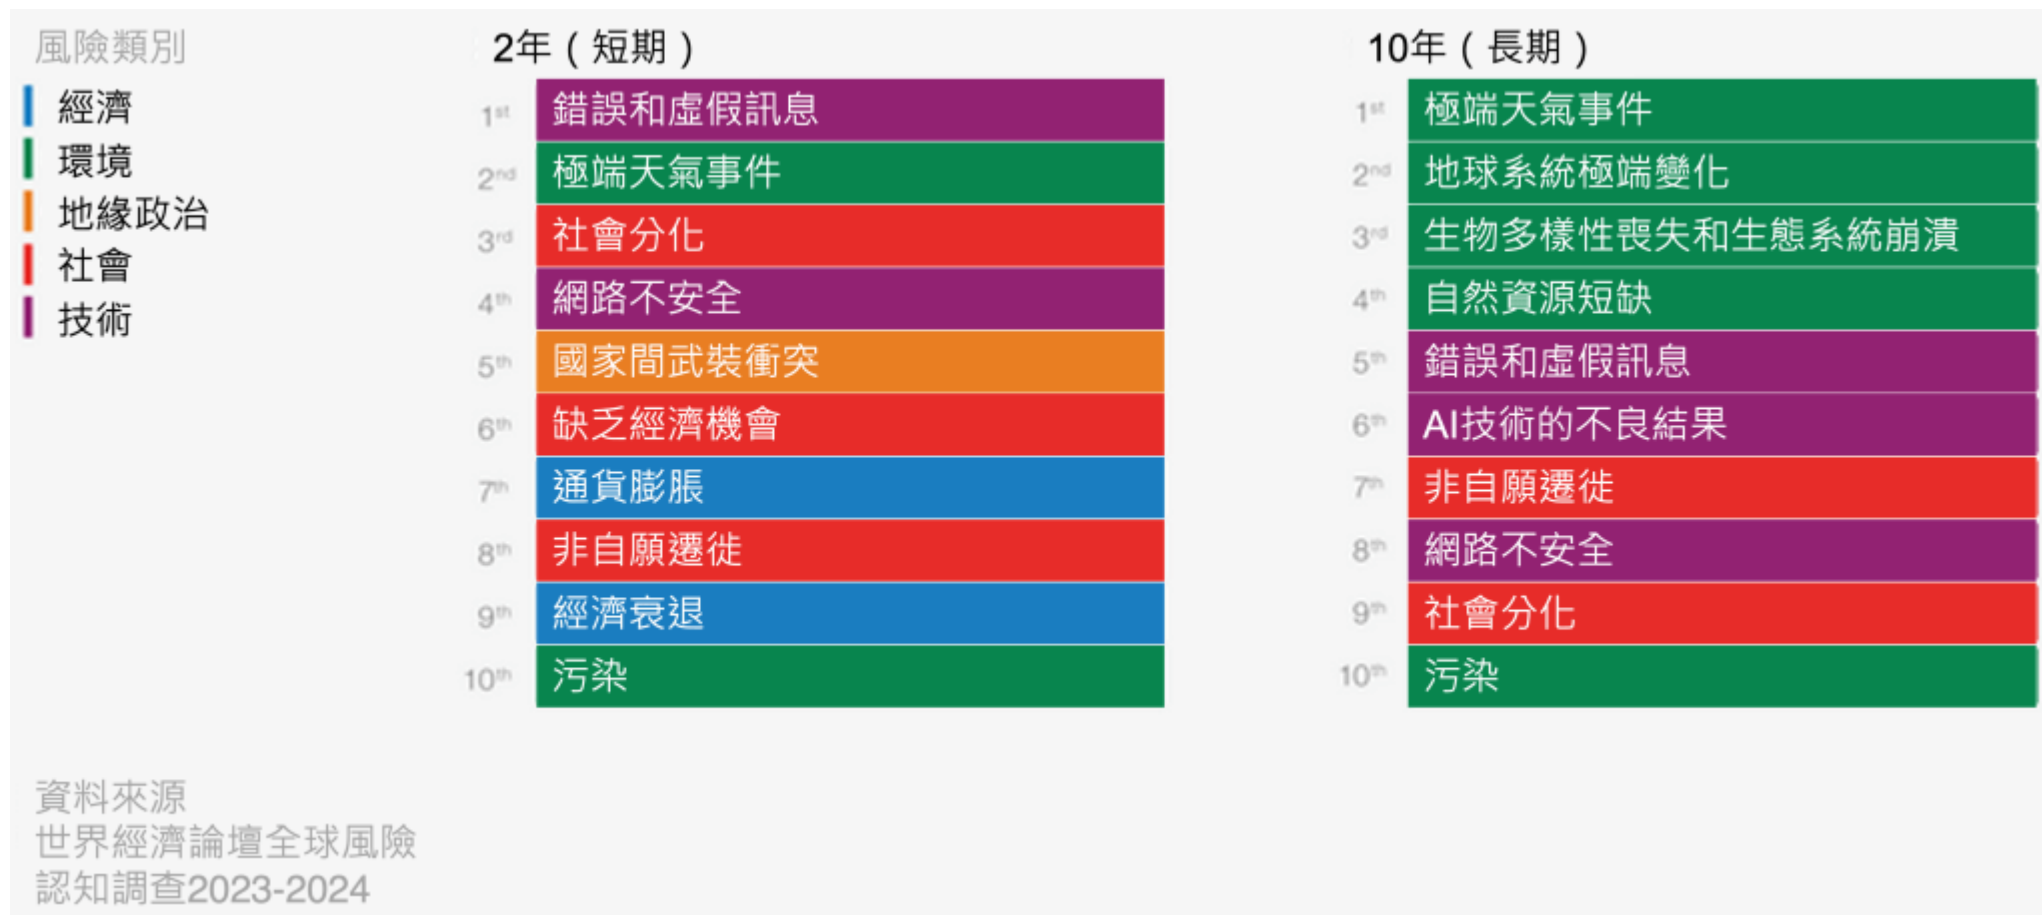 風險類別
經濟
環境
地緣政治
社會
技術
2年（短期）
1st 錯誤和虛假訊息
2nd 極端天氣事件
3rd 社會分化
4th 網路不安全
5th 國家間武裝衝突
6th 缺乏經濟機會
7th 通貨膨脹
8th 非自願遷徙
9th 經濟衰退
10th 污染
10年（長期）
1st 極端天氣事件
2nd 地球系統極端變化
3rd 生物多樣性喪失和生態系統崩潰
4th 自然資源短缺
5th 錯誤和虛假訊息
6th AI技術的不良結果
7th 非自願遷徙
8th 網路不安全
9th 社會分化
10th 污染
資料來源
世界經濟論壇全球風險
認知調查2023-2024